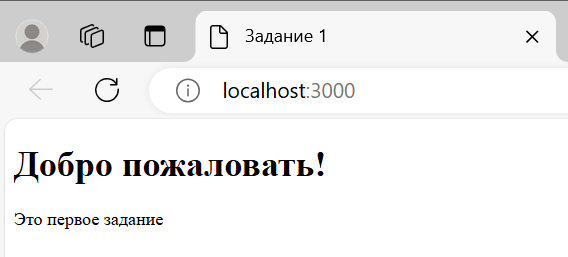 Задание 1
localhost:3000
Добро пожаловать!
Это первое задание